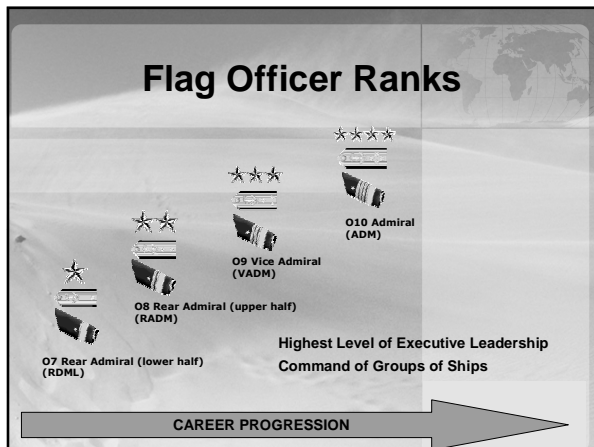 Flag Officer Ranks
O10 Admiral
(ADM)
O9 Vice Admiral
(VADM)
O8 Rear Admiral (upper half)
(RADM)
O7 Rear Admiral (lower half)
(RDML)
Highest Level of Executive Leadership
Command of Groups of Ships
CAREER PROGRESSION